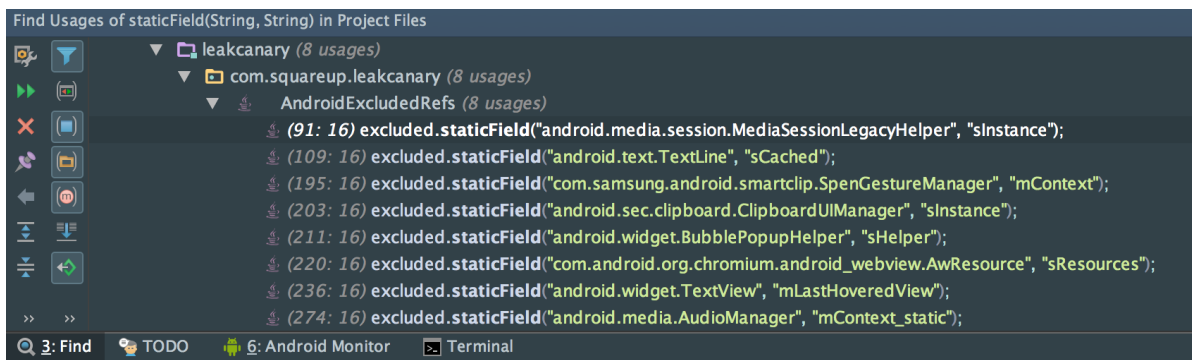 Find Usages of staticField(String, String) in Project Files
leakcanary (8 usages)
com.squareup.leakcanary (8 usages)
AndroidExcludedRefs (8 usages)
(91: 16) excluded.staticField("android.media.session.MediaSessionLegacyHelper", "sInstance");
(109: 16) excluded.staticField("android.text.TextLine", "sCached");
(195: 16) excluded.staticField("com.samsung.android.smartclip.SpenGestureManager", "mContext");
(203: 16) excluded.staticField("android.sec.clipboard.ClipboardUIManager", "sInstance");
(211: 16) excluded.staticField("android.widget.BubblePopupHelper", "sHelper");
(220: 16) excluded.staticField("com.android.org.chromium.android_webview.AwResource", "sResources");
(236: 16) excluded.staticField("android.widget.TextView", "mLastHoveredView");
(274: 16) excluded.staticField("android.media.AudioManager", "mContext_static");
>> >>
3: Find TODO 6: Android Monitor Terminal